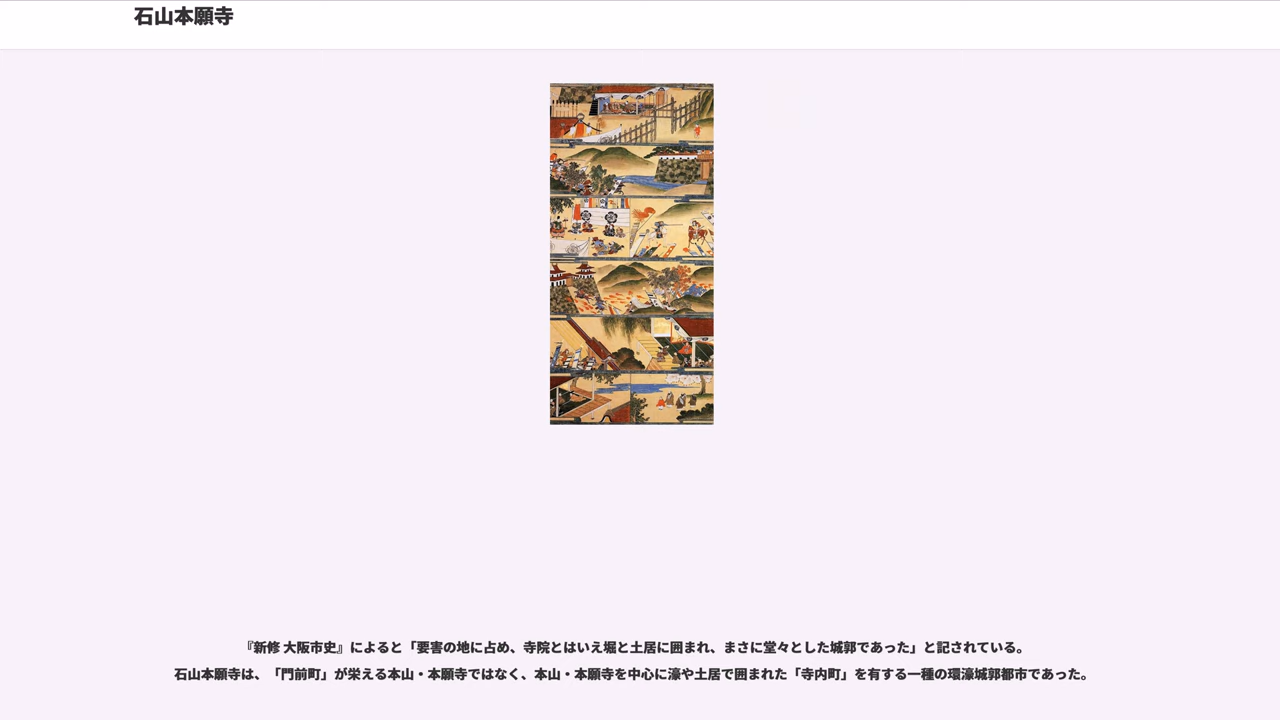 石山本願寺
『新修 大阪市史』によると「要害の地に占め、寺院とはいえ堀と土居に囲まれ、まさに堂々とした城郭であった」と記されている。
石山本願寺は、「門前町」が栄える本山・本願寺ではなく、本山・本願寺を中心に濠や土居で囲まれた「寺内町」を有する一種の環濠城郭都市であった。